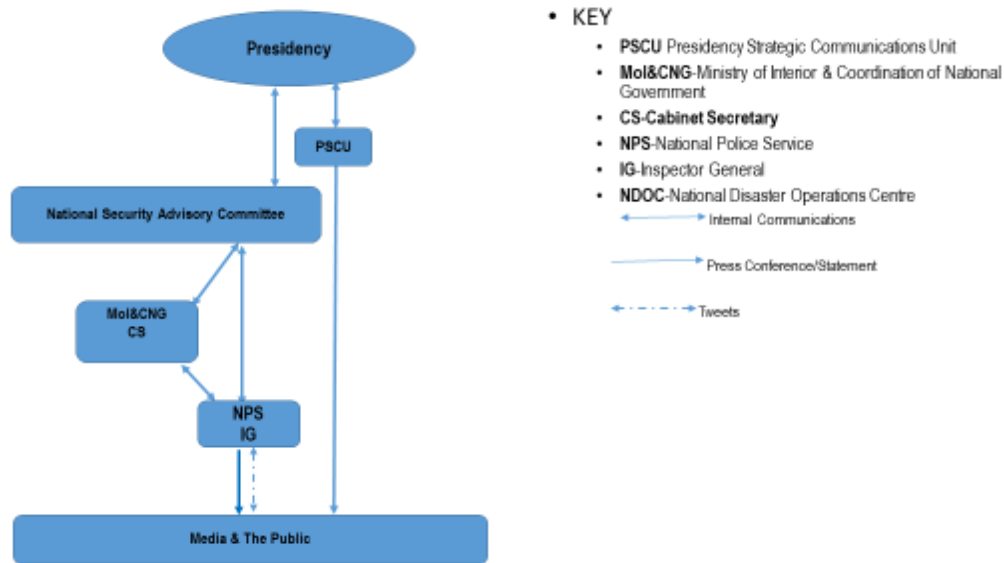 Presidency
PSCU
National Security Advisory Committee
MoI&CNG
CS
NPS
IG
Media & The Public
• KEY
• PSCU Presidency Strategic Communications Unit
• MoI&CNG-Ministry of Interior & Coordination of National
Government
• CS-Cabinet Secretary
• NPS-National Police Service
• IG-Inspector General
• NDOC-National Disaster Operations Centre
Internal Communications
Press Conference/Statement
Tweets